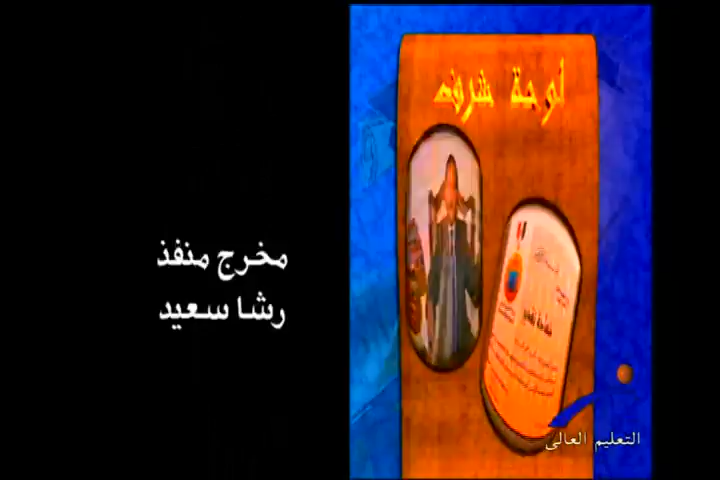 لوحة شرف
مخرج منفذ
رشا سعيد
التعليم العالى